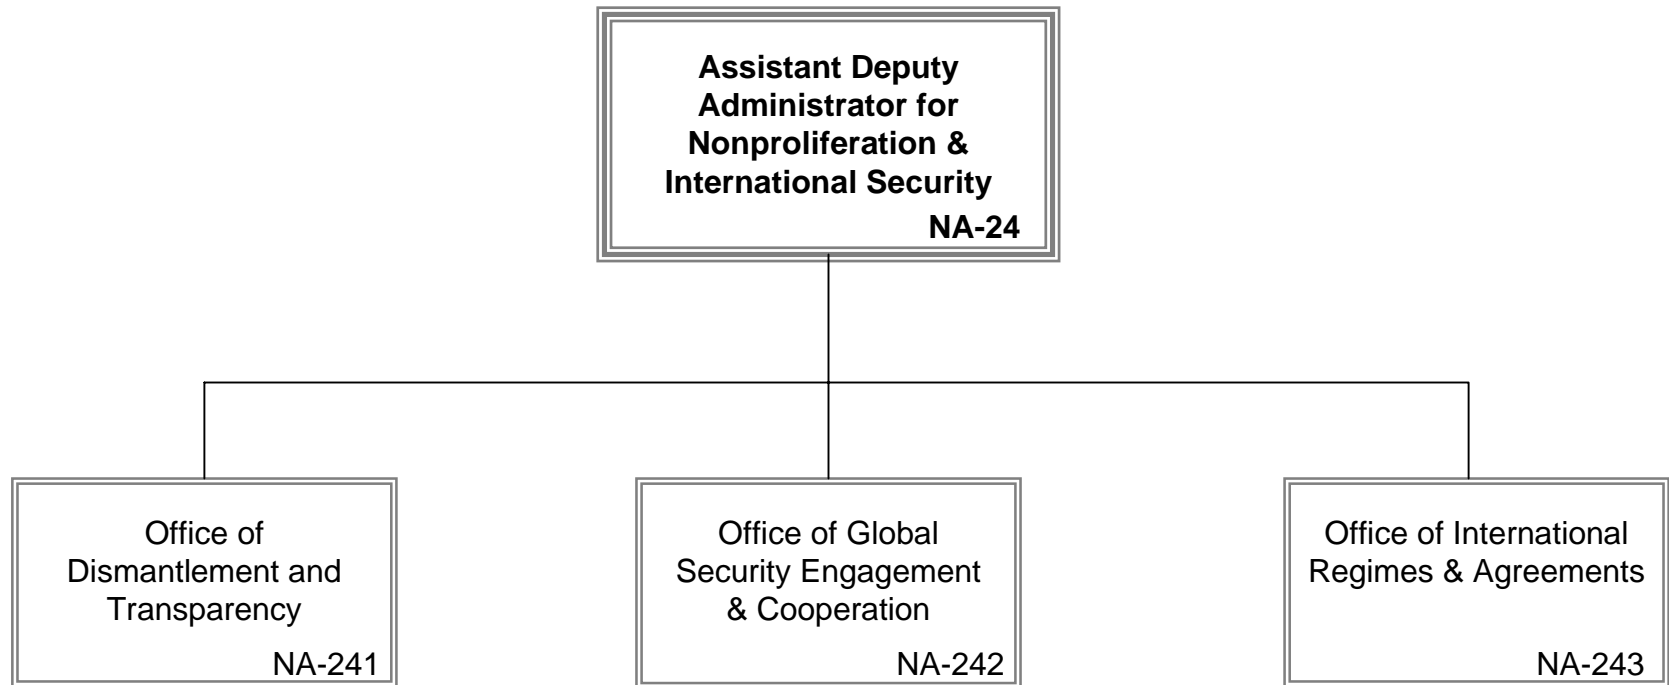 Assistant Deputy
Administrator for
Nonproliferation &
International Security
NA-24
Office of
Dismantlement and
Transparency
NA-241
Office of Global
Security Engagement
& Cooperation
NA-242
Office of International
Regimes & Agreements
NA-243